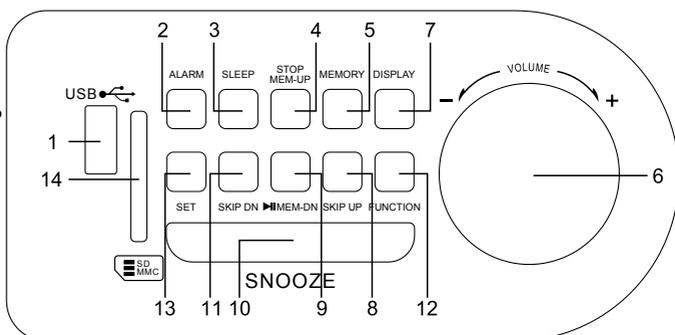 2 3 4 5 7
ALARM SLEEP STOP MEM-UP MEMORY DISPLAY
VOLUME
USB
− +
1
14
6
SET SKIP DN ⏯MEM-DN SKIP UP FUNCTION
SD
MMC
SNOOZE
13 11 10 9 8 12